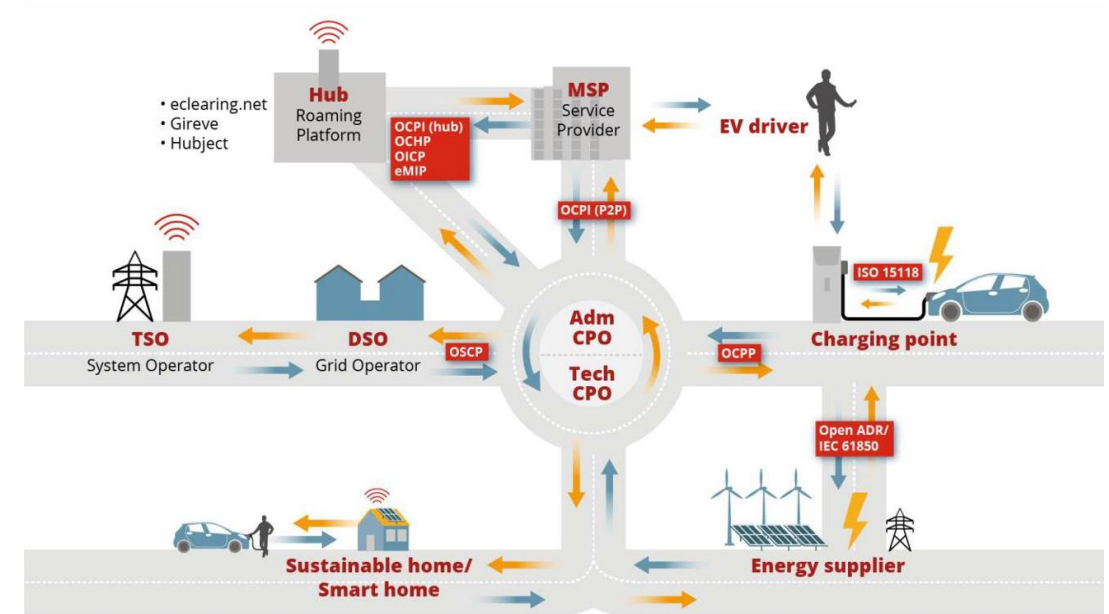 • eclearing.net
• Gireve
• Hubject
Hub
Roaming
Platform
OCPI (hub)
OCHP
OICP
eMIP
MSP
Service
Provider
EV driver
OCPI (P2P)
ISO 15118
TSO
System Operator
DSO
Grid Operator
OSCP
Adm
CPO
Tech
CPO
OCPP
Charging point
Open ADR/
IEC 61850
Sustainable home/
Smart home
Energy supplier